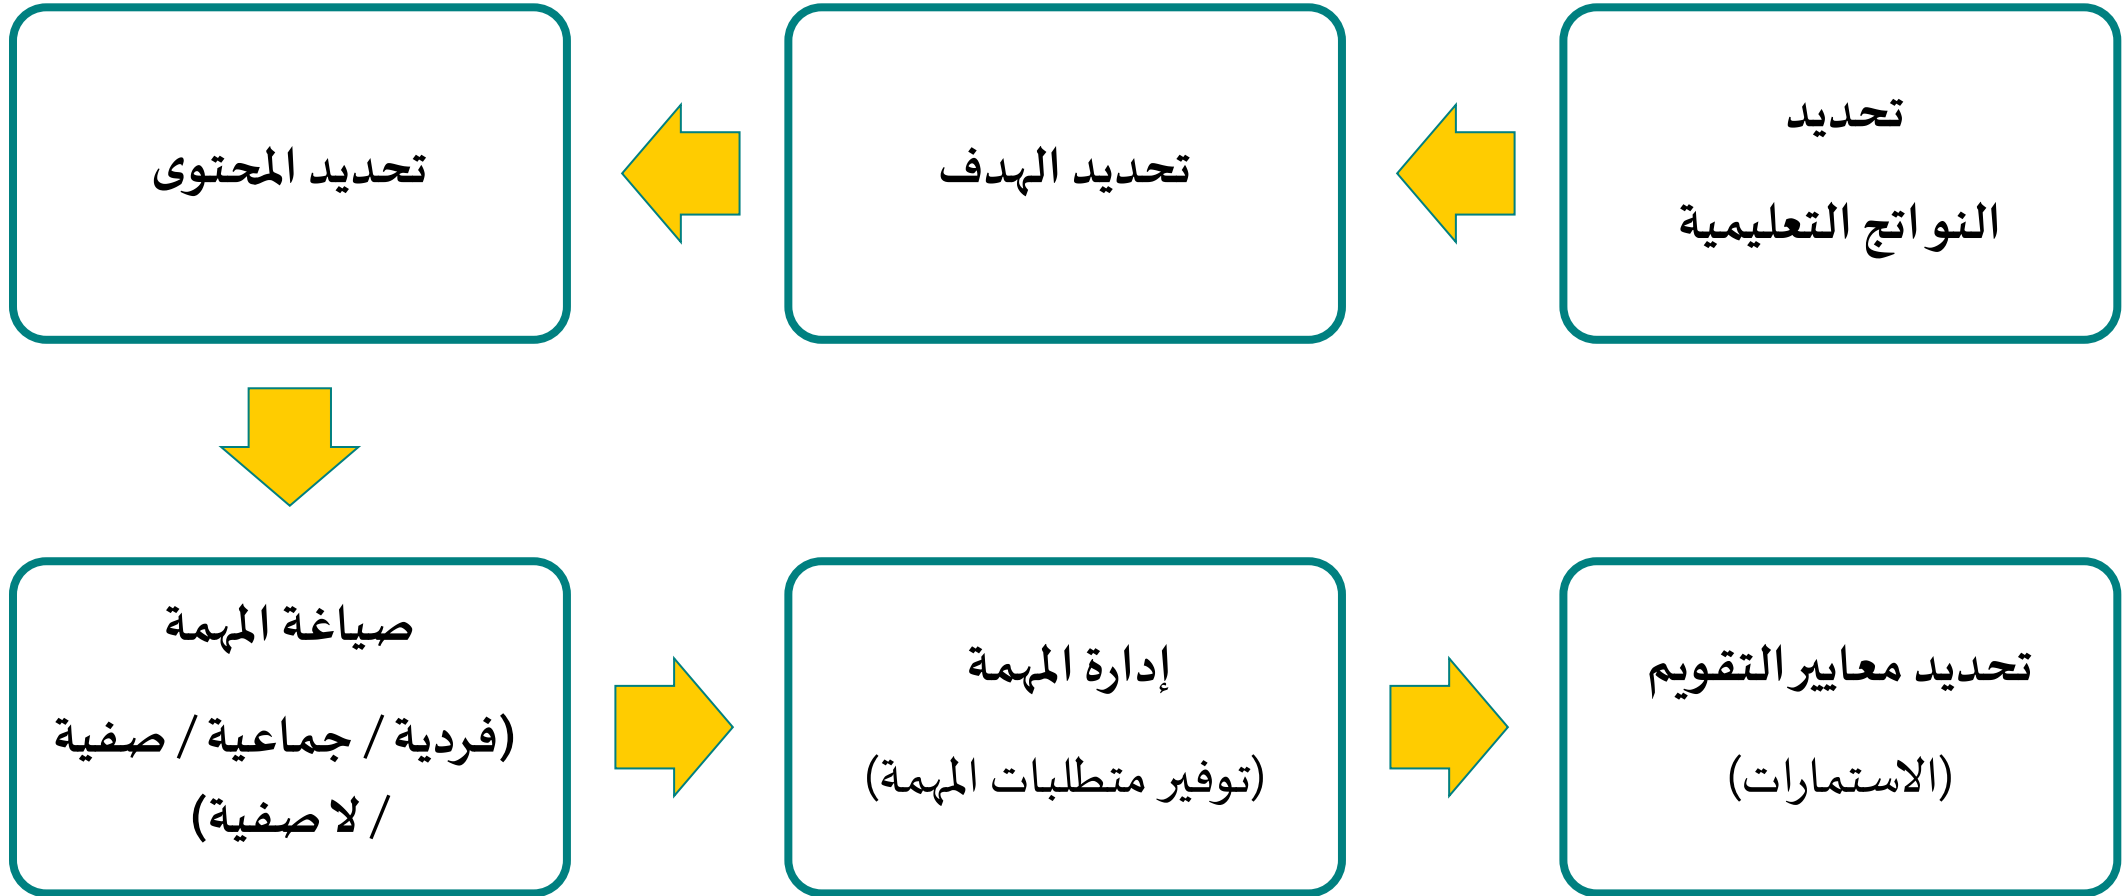 تحديد
النواتج التعليمية
تحديد الهدف
تحديد المحتوى
صياغة المهمة
(فردية / جماعية / صفية
/ لا صفية)
إدارة المهمة
(توفير متطلبات المهمة)
تحديد معايير التقويم
(الاستمارات)